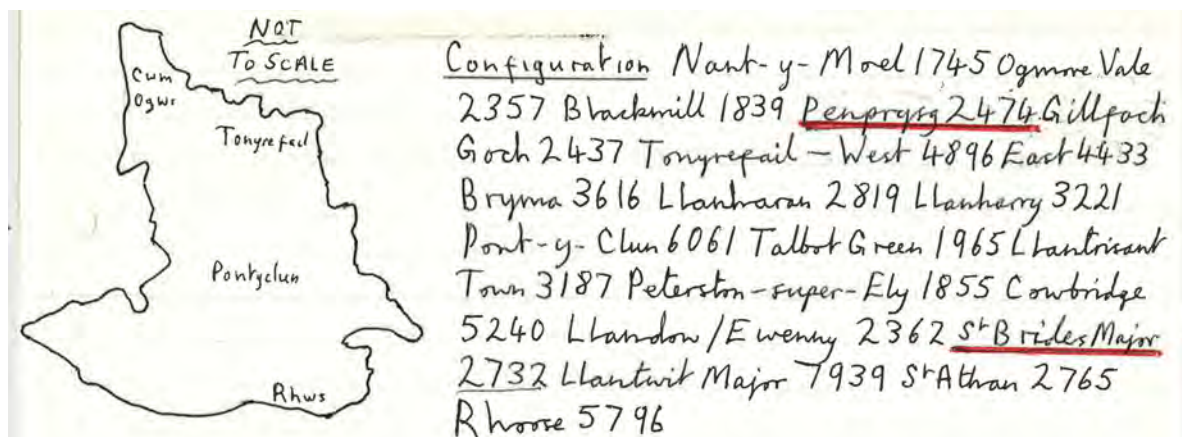 NOT
TO SCALE
Cwm
Ogwr
Tonyrefail
Pontyclun
Rhws
Configuration Nant-y-Moel 1745 Ogmore Vale
2357 Blackmill 1839 Penprysg 2474 Gillfach
Goch 2437 Tonyrefail - West 4896 East 4433
Brynna 3616 Llanharan 2819 Llanharry 3221
Pont-y-Clun 6061 Talbot Green 1965 Llantrisant
Town 3187 Peterston-super-Ely 1855 Cowbridge
5240 Llandow/Ewenny 2362 St Brides Major
2732 Llantwit Major 7939 St Athan 2765
Rhoose 5796